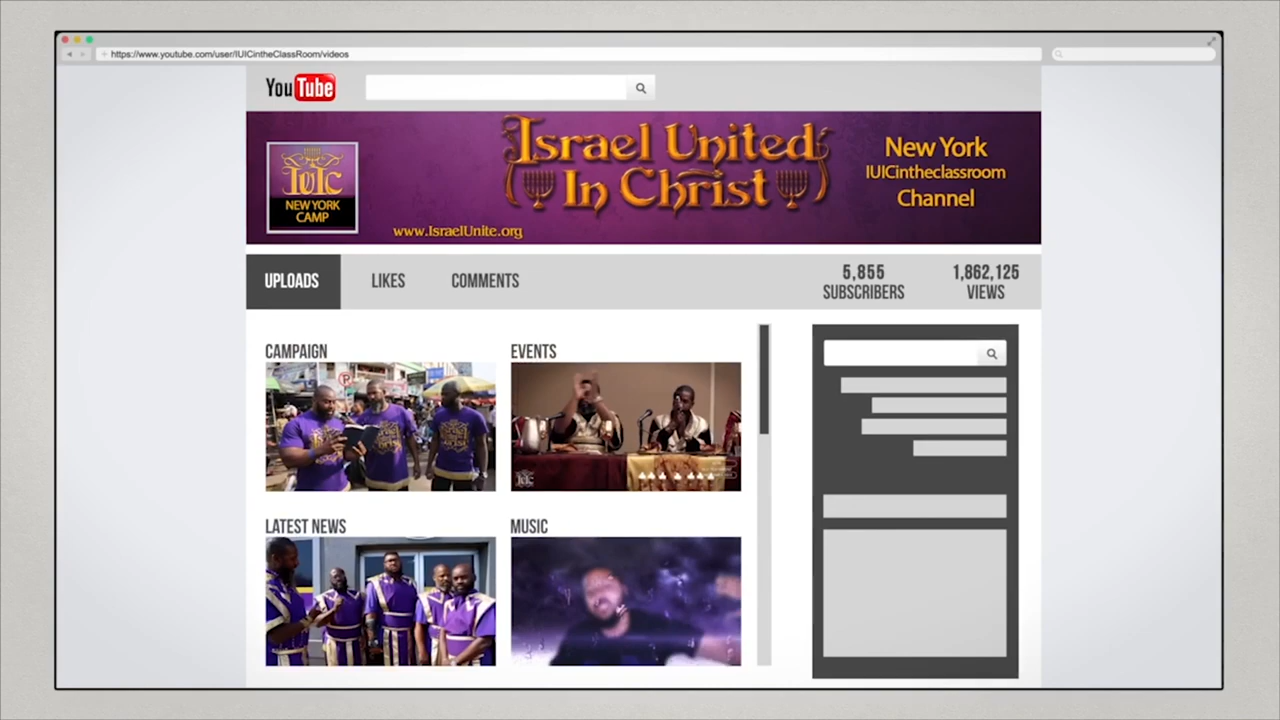 https://www.youtube.com/user/IUICintheClassRoom/videos
YouTube
Israel United
In Christ
New York
IUICintheclassroom
Channel
IUIC
NEW YORK
CAMP
www.IsraelUnite.org
UPLOADS
LIKES
COMMENTS
5,855
SUBSCRIBERS
1,862,125
VIEWS
CAMPAIGN
EVENTS
P
IUIC
LATEST NEWS
MUSIC